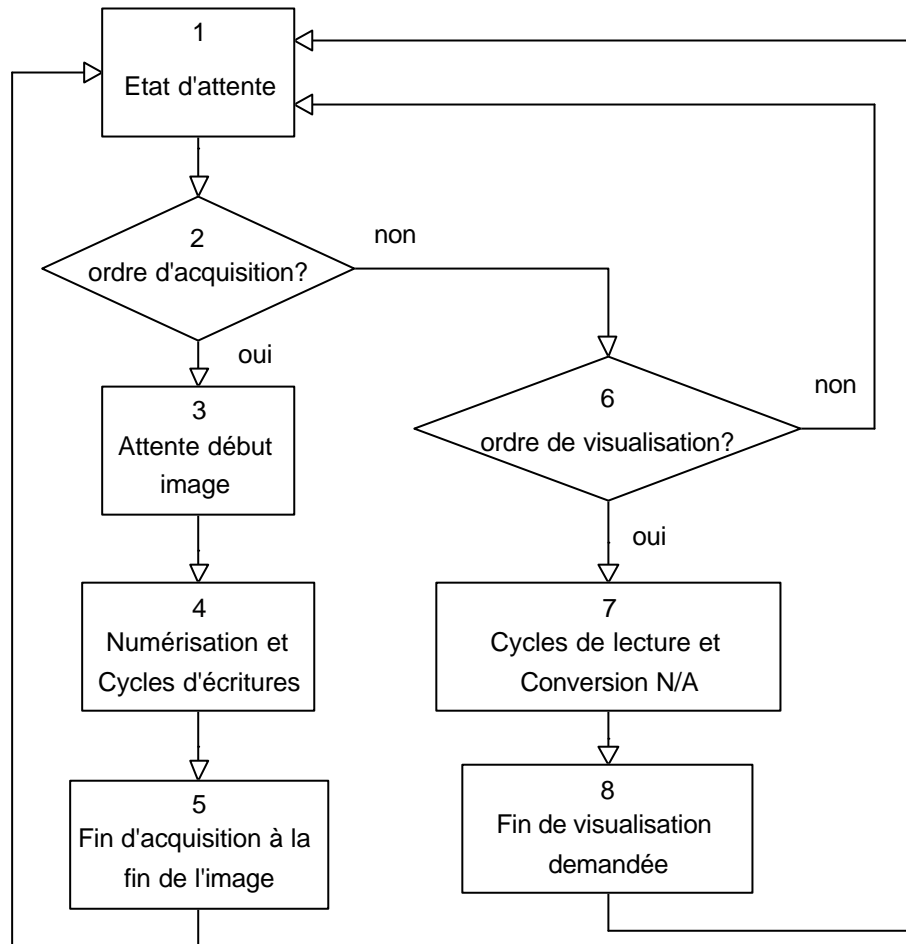 1
Etat d'attente
2
ordre d'acquisition?
non
oui
3
Attente début
image
4
Numérisation et
Cycles d'écritures
5
Fin d'acquisition à la
fin de l'image
6
ordre de visualisation?
non
oui
7
Cycles de lecture et
Conversion N/A
8
Fin de visualisation
demandée